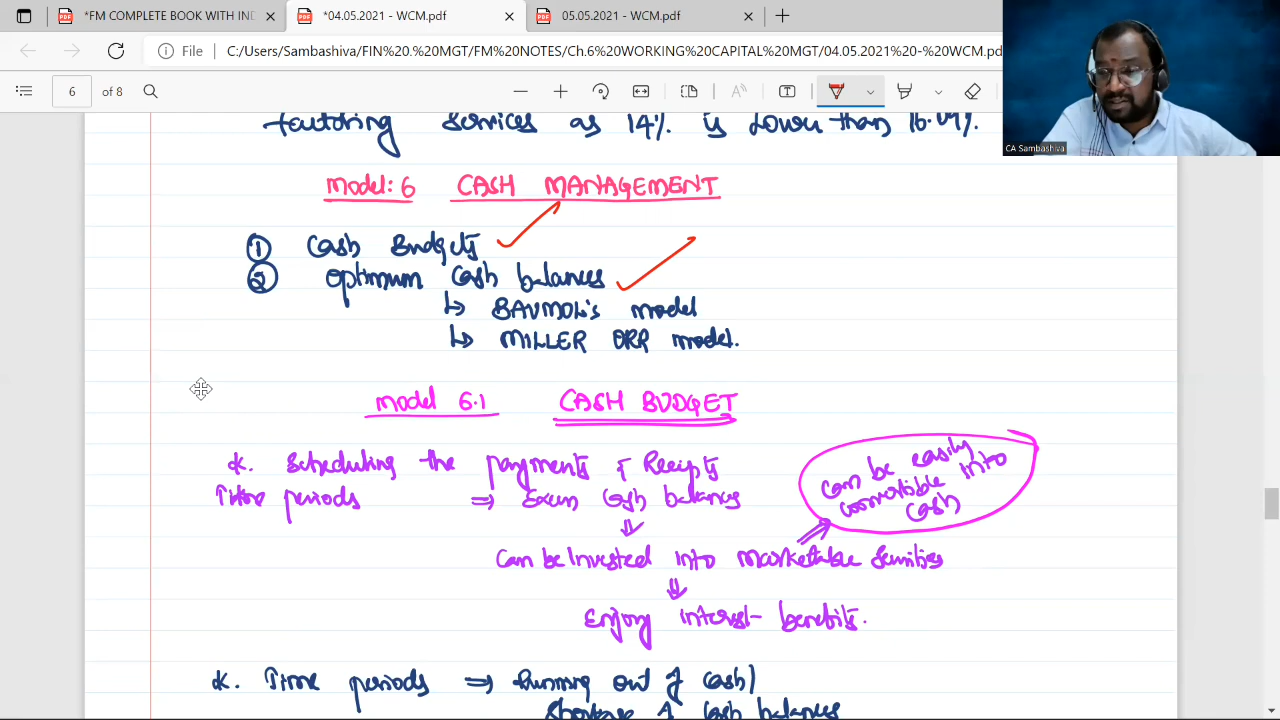 *FM COMPLETE BOOK WITH IND
*04.05.2021 - WCM.pdf
05.05.2021 - WCM.pdf
File
C:/Users/Sambashiva/FIN%20.%20MGT/FM%20NOTES/Ch.6%20WORKING%20CAPITAL%20MGT/04.05.2021%20-%20WCM.pd
6 of 8
CA Sambashiva
factoring services as 14% is lower than 16.04%.
Model: 6 CASH MANAGEMENT
① Cash Budgets
② Optimum Cash balances
↳ BAUMOL's model
↳ MILLER ORR model.
Model 6.1 CASH BUDGET
*. Scheduling the payments & Receipts
Time periods ⇒ Excess Cash balances
⇓
can be easily
convertible into
cash
Can be Invested into Marketable Securities
⇓
Enjoy interest benefits.
*. Time periods ⇒ Running out of cash/
Shortage of Cash balances